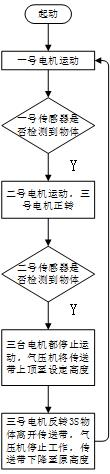 起动
一号电机运动
一号传感器是
否检测到物体
Y
二号电机运动，三
号电机正转
二号传感器是
否检测到物体
Y
三台电机都停止运
动，气压机将传送
带上顶至设定高度
三号电机反转3S物
体离开传送带，气
压机停止工作，传
送带下降至原高度